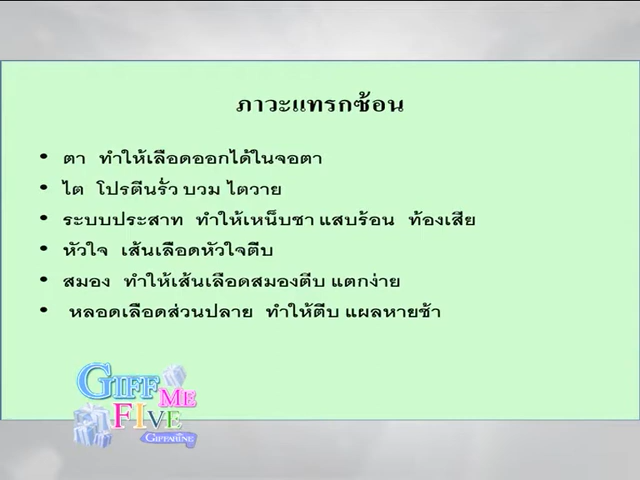 ภาวะแทรกซ้อน
• ตา ทำให้เลือดออกได้ในจอตา
• ไต โปรตีนรั่ว บวม ไตวาย
• ระบบประสาท ทำให้เหน็บชา แสบร้อน ท้องเสีย
• หัวใจ เส้นเลือดหัวใจตีบ
• สมอง ทำให้เส้นเลือดสมองตีบ แตกง่าย
• หลอดเลือดส่วนปลาย ทำให้ตีบ แผลหายช้า
GIFF ME
FIVE
GIFFARINE